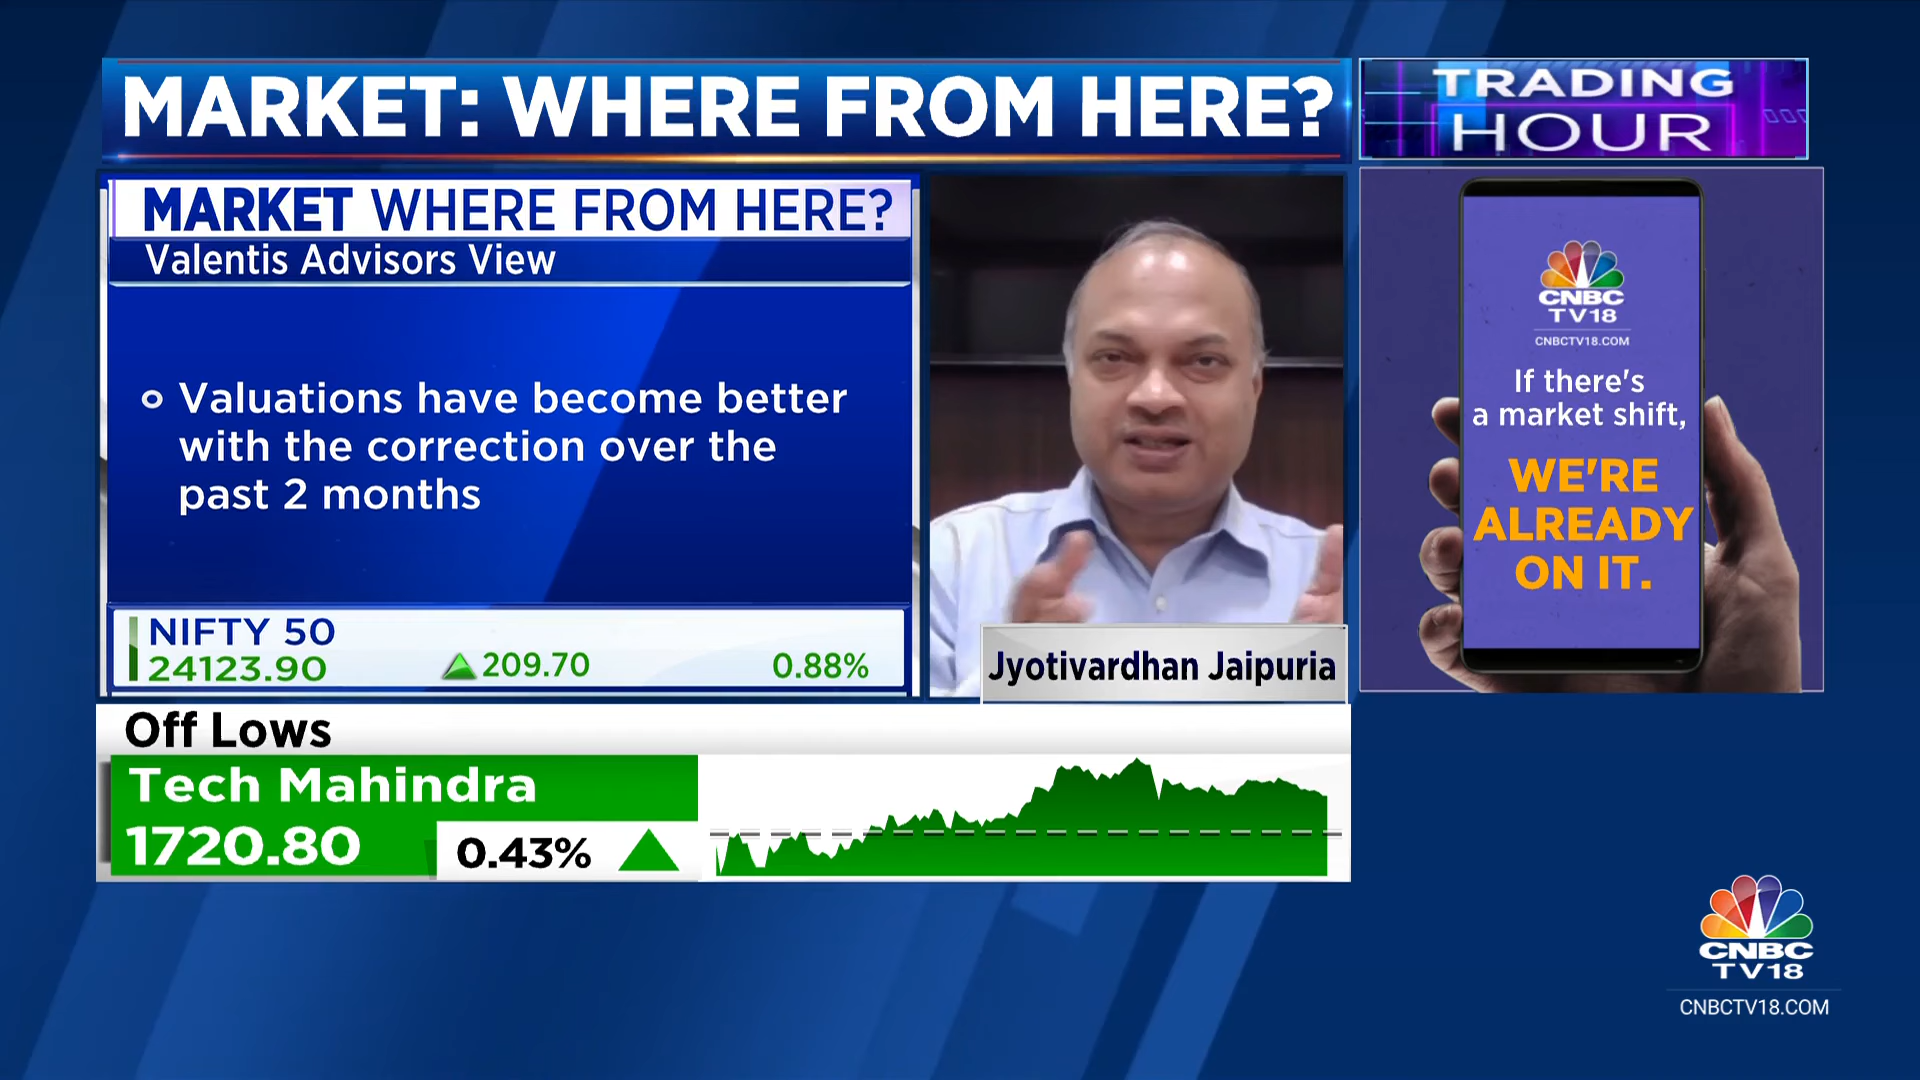 MARKET: WHERE FROM HERE?
TRADING
HOUR
MARKET WHERE FROM HERE?
Valentis Advisors View
Valuations have become better
with the correction over the
past 2 months
NIFTY 50
24123.90 209.70 0.88%
Jyotivardhan Jaipuria
CNBC
TV18
CNBCTV18.COM
If there's
a market shift,
WE'RE
ALREADY
ON IT.
Off Lows
Tech Mahindra
1720.80 0.43%
CNBC
TV18
CNBCTV18.COM